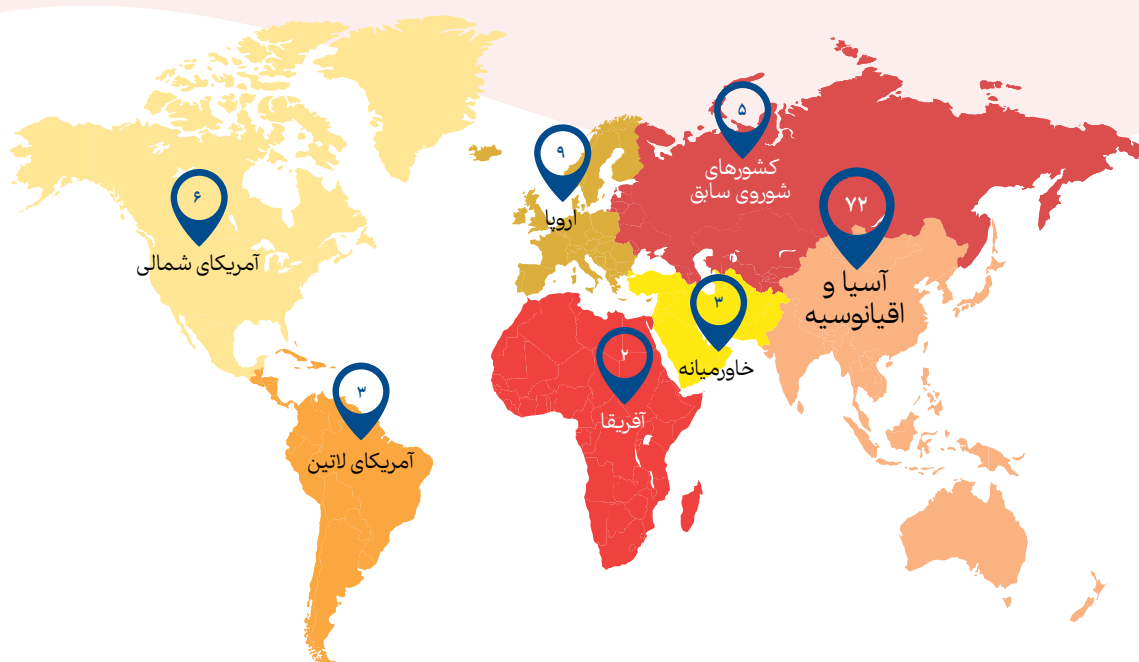 ۵
کشورهای
شوروی سابق
۹
اروپا
۶
آمریکای شمالی
۷۲
آسیا و
اقیانوسیه
۳
خاورمیانه
۲
آفریقا
۳
آمریکای لاتین